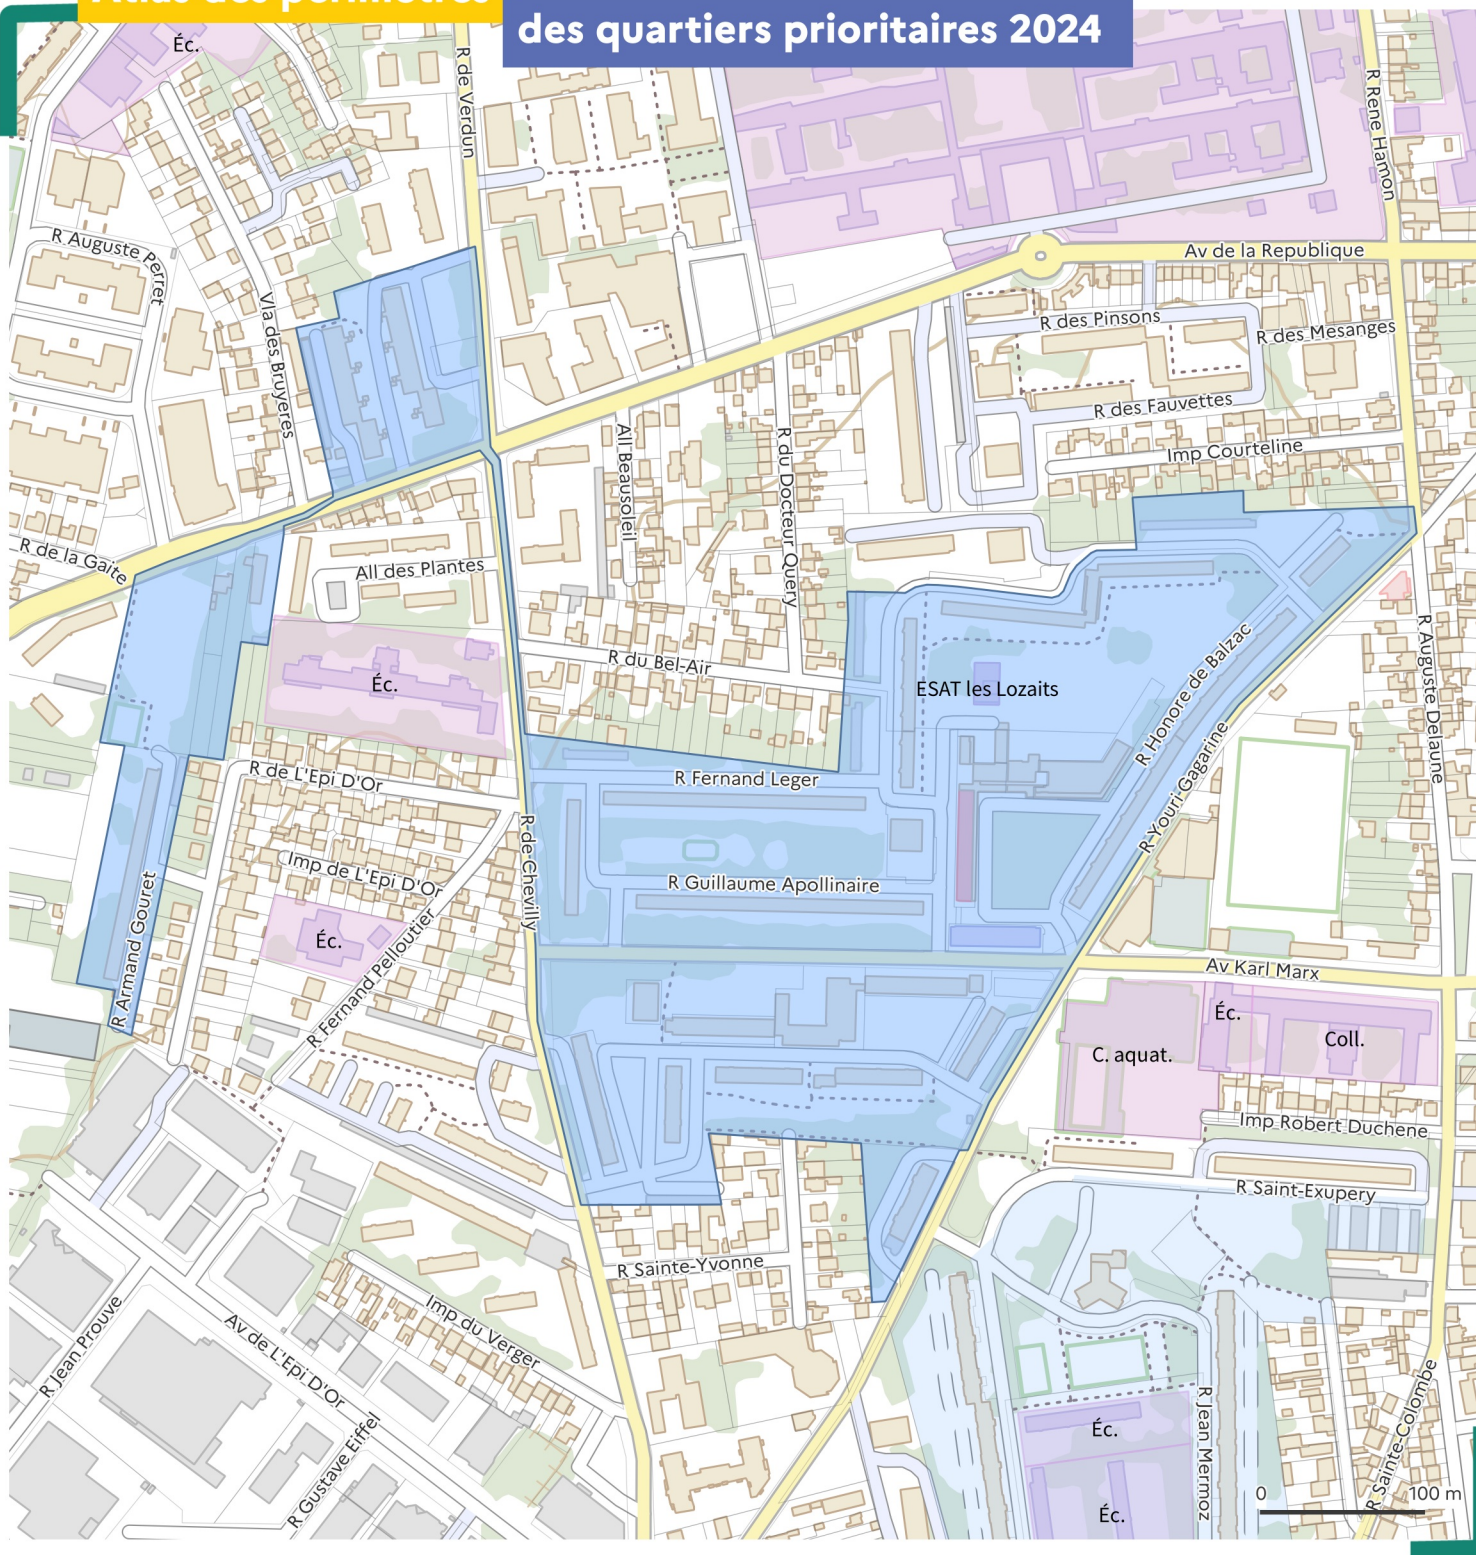 Atlas des périmètres
des quartiers prioritaires 2024
Éc.
R de Verdun
R Rene Hamon
R Auguste Perret
Av de la Republique
Vla des Bruyeres
R des Pinsons
R des Mesanges
R des Fauvettes
Imp Courteline
All Beausoleil
R du Docteur Query
R de la Gaite
All des Plantes
R du Bel-Air
Éc.
ESAT les Lozaits
R Honore de Balzac
R Auguste Delaune
R Youri Gagarine
R de L'Epi D'Or
R Fernand Leger
R de Chevilly
Imp de L'Epi D'Or
R Guillaume Apollinaire
R Armand Gouret
Éc.
R Fernand Pelloutier
Av Karl Marx
Éc.
Coll.
C. aquat.
Imp Robert Duchene
R Saint-Exupery
R Sainte-Yvonne
Imp du Verger
Av de L'Epi D'Or
R Jean Prouve
R Gustave Eiffel
R Jean Mermoz
R Sainte-Colombe
Éc.
Éc.
0 100 m